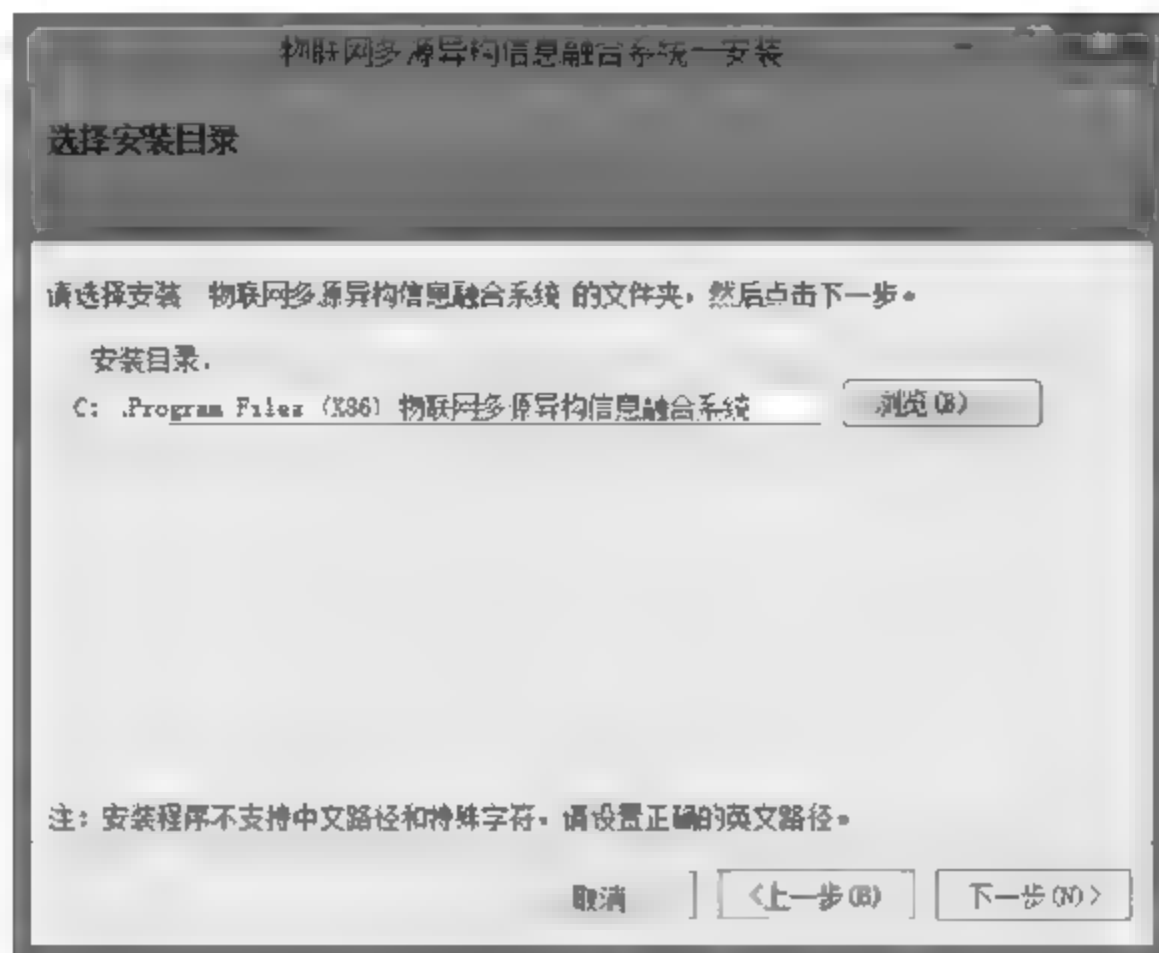 物联网多源异构信息融合系统一安装
选择安装目录
请选择安装 物联网多源异构信息融合系统 的文件夹，然后点击下一步。
安装目录.
C: .Program Files (X86) 物联网多源异构信息融合系统 浏览(B)
注：安装程序不支持中文路径和特殊字符。请设置正确的英文路径。
取消 <上一步(B) 下一步(N)>